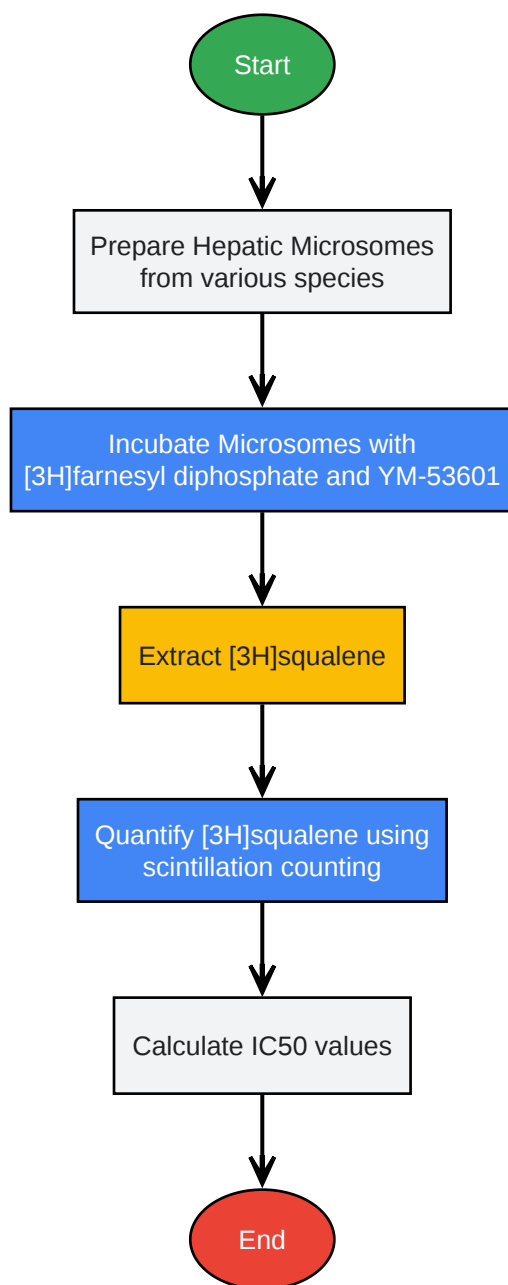 Start
Prepare Hepatic Microsomes
from various species
Incubate Microsomes with
[3H]farnesyl diphosphate and YM-53601
Extract [3H]squalene
Quantify [3H]squalene using
scintillation counting
Calculate IC50 values
End